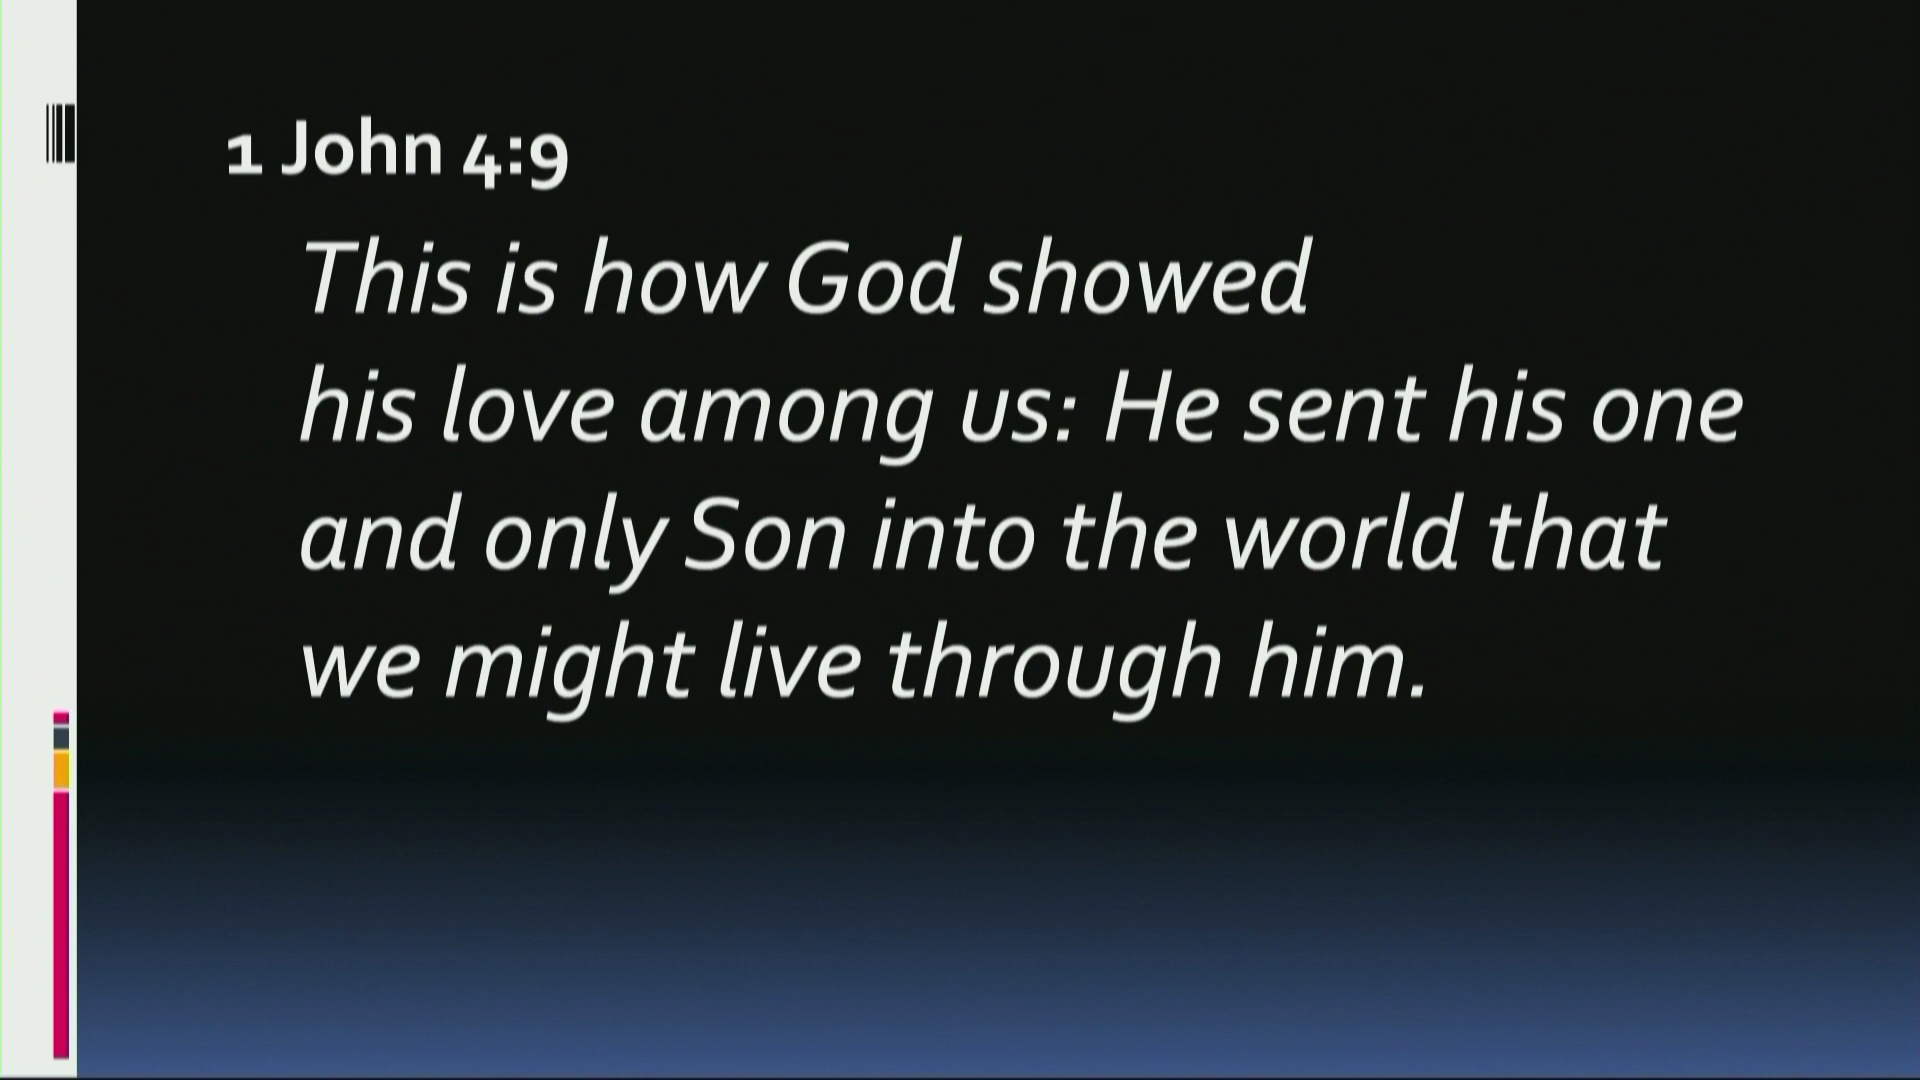 1 John 4:9
This is how God showed
his love among us: He sent his one
and only Son into the world that
we might live through him.